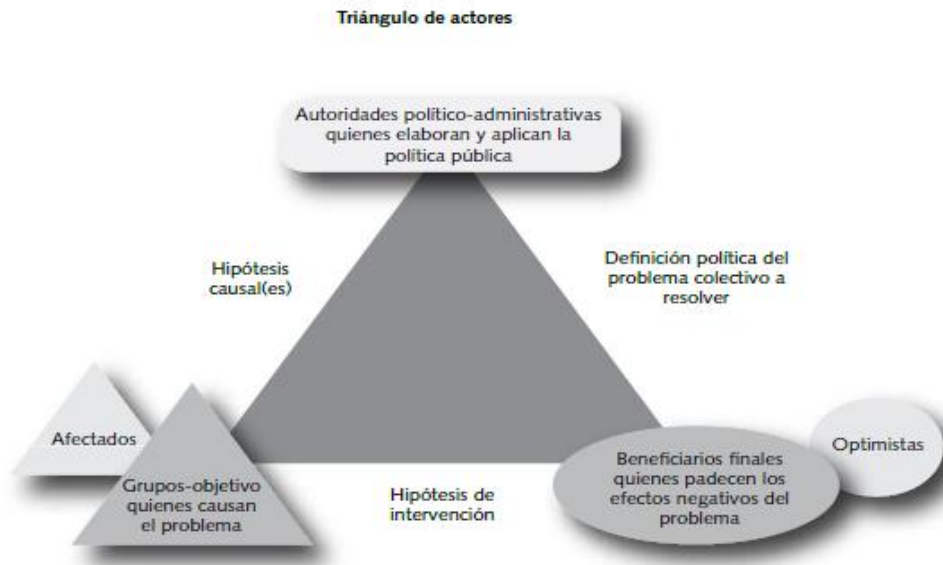 Triángulo de actores
Autoridades político-administrativas
quienes elaboran y aplican la
política pública
Hipótesis
causal(es)
Definición política del
problema colectivo a
resolver
Afectados
Grupos-objetivo
quienes causan
el problema
Hipótesis de
intervención
Beneficiarios finales
quienes padecen los
efectos negativos del
problema
Optimistas